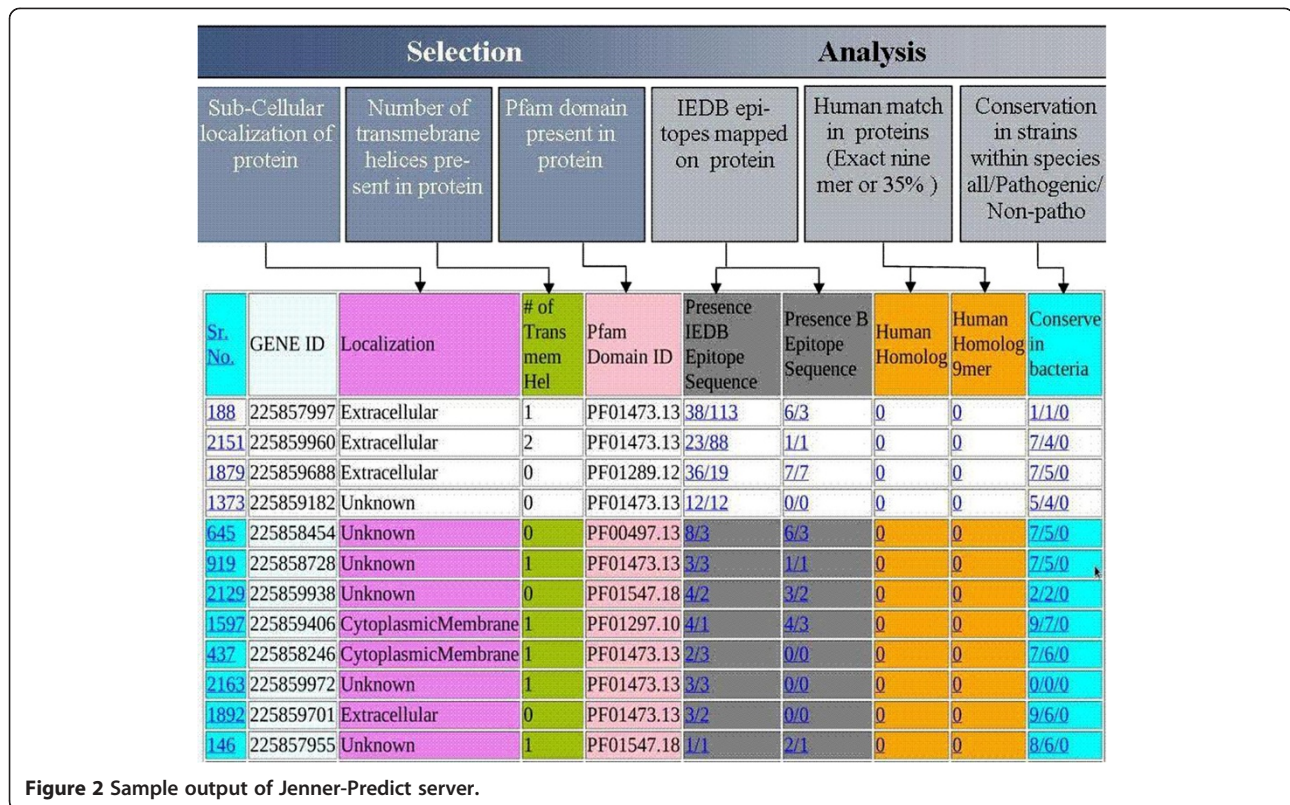 Selection Analysis
Sub-Cellular
localization of
protein
Number of
transmebrane
helices pre-
sent in protein
Pfam domain
present in
protein
IEDB epi-
topes mapped
on protein
Human match
in proteins
(Exact nine
mer or 35% )
Conservation
in strains
within species
all/Pathogenic/
Non-patho
Sr.
No.
GENE ID
Localization
# of
Trans
mem
Hel
Pfam
Domain ID
Presence
IEDB
Epitope
Sequence
Presence B
Epitope
Sequence
Human
Homolog
Human
Homolog
9mer
Conserve
in
bacteria
188 225857997 Extracellular 1 PF01473.13 38/113 6/3 0 0 1/1/0
2151 225859960 Extracellular 2 PF01473.13 23/88 1/1 0 0 7/4/0
1879 225859688 Extracellular 0 PF01289.12 36/19 7/7 0 0 7/5/0
1373 225859182 Unknown 0 PF01473.13 12/12 0/0 0 0 5/4/0
645 225858454 Unknown 0 PF00497.13 8/3 6/3 0 0 7/5/0
919 225858728 Unknown 1 PF01473.13 3/3 1/1 0 0 7/5/0
2129 225859938 Unknown 0 PF01547.18 4/2 3/2 0 0 2/2/0
1597 225859406 CytoplasmicMembrane 1 PF01297.10 4/1 4/3 0 0 9/7/0
437 225858246 CytoplasmicMembrane 1 PF01473.13 2/3 0/0 0 0 7/6/0
2163 225859972 Unknown 1 PF01473.13 3/3 0/0 0 0 0/0/0
1892 225859701 Extracellular 0 PF01473.13 3/2 0/0 0 0 9/6/0
146 225857955 Unknown 1 PF01547.18 1/1 2/1 0 0 8/6/0
Figure 2 Sample output of Jenner-Predict server.